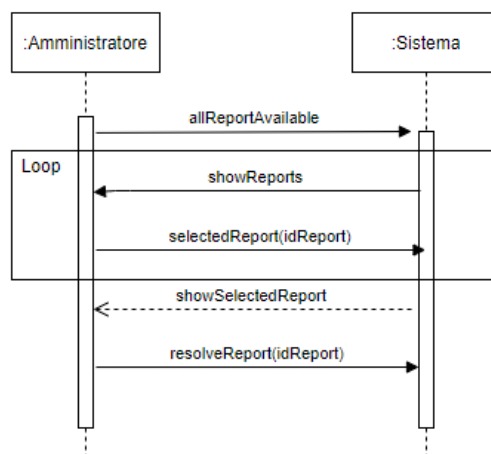 :Amministratore
:Sistema
allReportAvailable
Loop
showReports
selectedReport(idReport)
showSelectedReport
resolveReport(idReport)